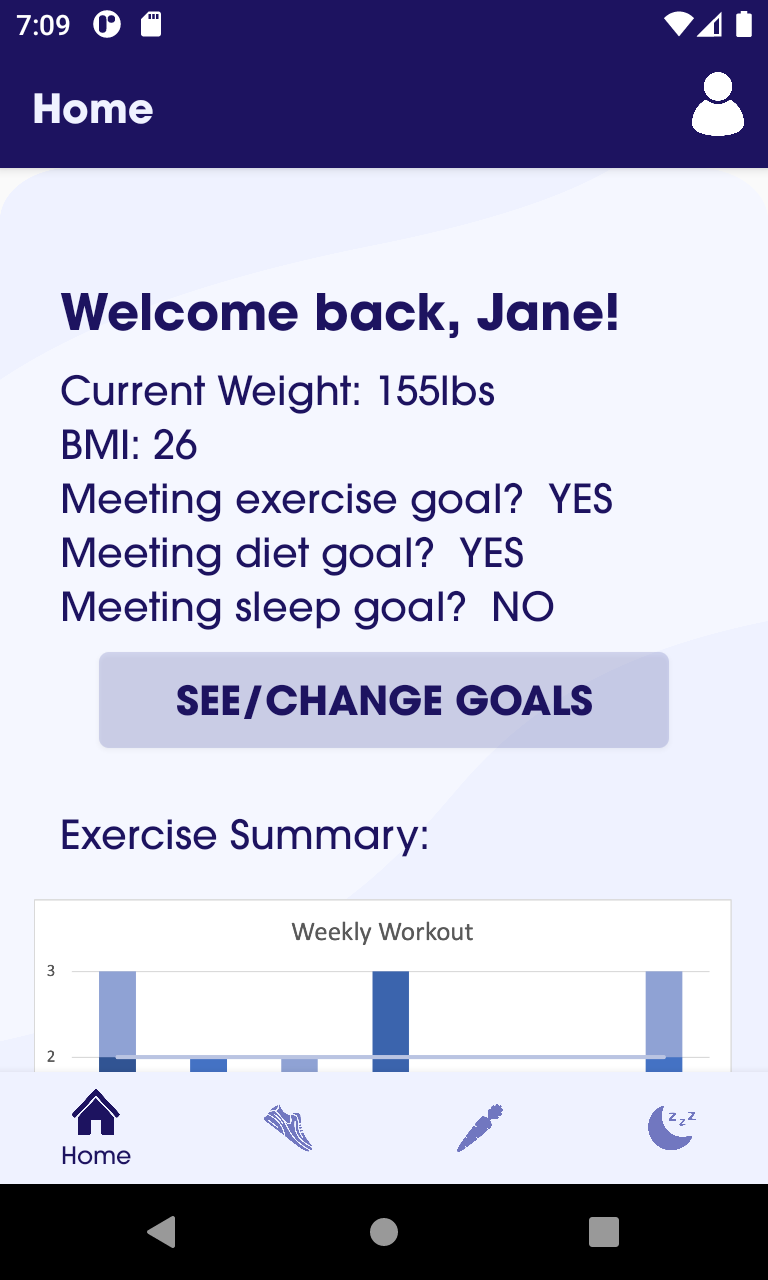 7:09
Home
Welcome back, Jane!
Current Weight: 155lbs
BMI: 26
Meeting exercise goal?  YES
Meeting diet goal?  YES
Meeting sleep goal?  NO
SEE/CHANGE GOALS
Exercise Summary:
Weekly Workout
3
2
z z z
Home